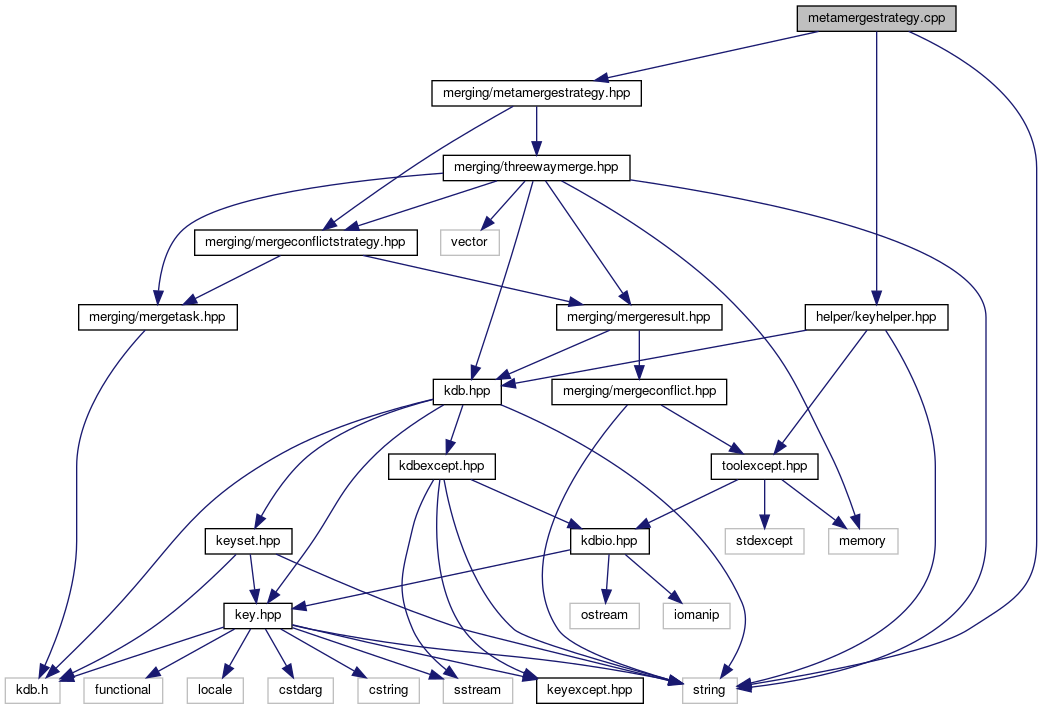 metamergestrategy.cpp
merging/metamergestrategy.hpp
merging/threewaymerge.hpp
merging/mergeconflictstrategy.hpp
vector
merging/mergetask.hpp
merging/mergeresult.hpp
helper/keyhelper.hpp
kdb.hpp
merging/mergeconflict.hpp
kdbexcept.hpp
toolexcept.hpp
keyset.hpp
kdbio.hpp
stdexcept
memory
key.hpp
ostream
iomanip
kdb.h
functional
locale
cstdarg
cstring
sstream
keyexcept.hpp
string